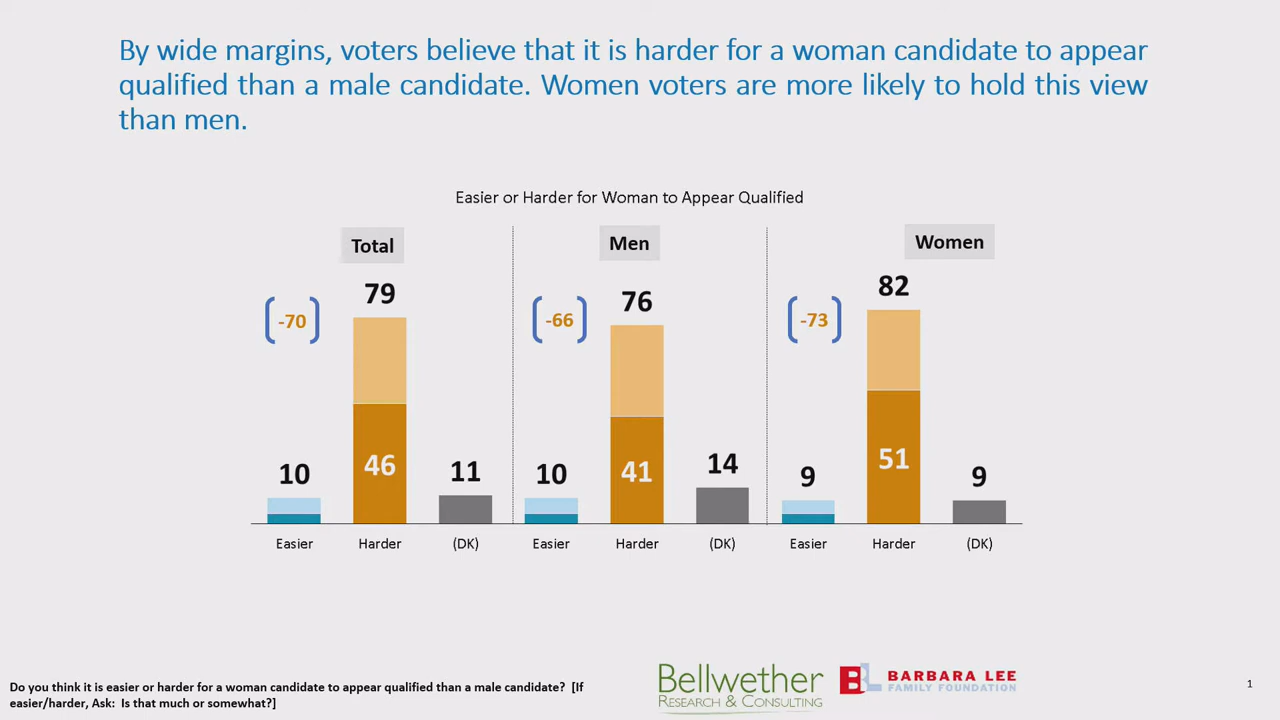 By wide margins, voters believe that it is harder for a woman candidate to appear
qualified than a male candidate. Women voters are more likely to hold this view
than men.
Easier or Harder for Woman to Appear Qualified
Total
Men
Women
79
76
82
-70
-66
-73
10
46
11
10
41
14
9
51
9
Easier
Harder
(DK)
Easier
Harder
(DK)
Easier
Harder
(DK)
Do you think it is easier or harder for a woman candidate to appear qualified than a male candidate? [If
easier/harder, Ask: Is that much or somewhat?]
Bellwether
RESEARCH & CONSULTING
BL
BARBARA LEE
FAMILY FOUNDATION
1